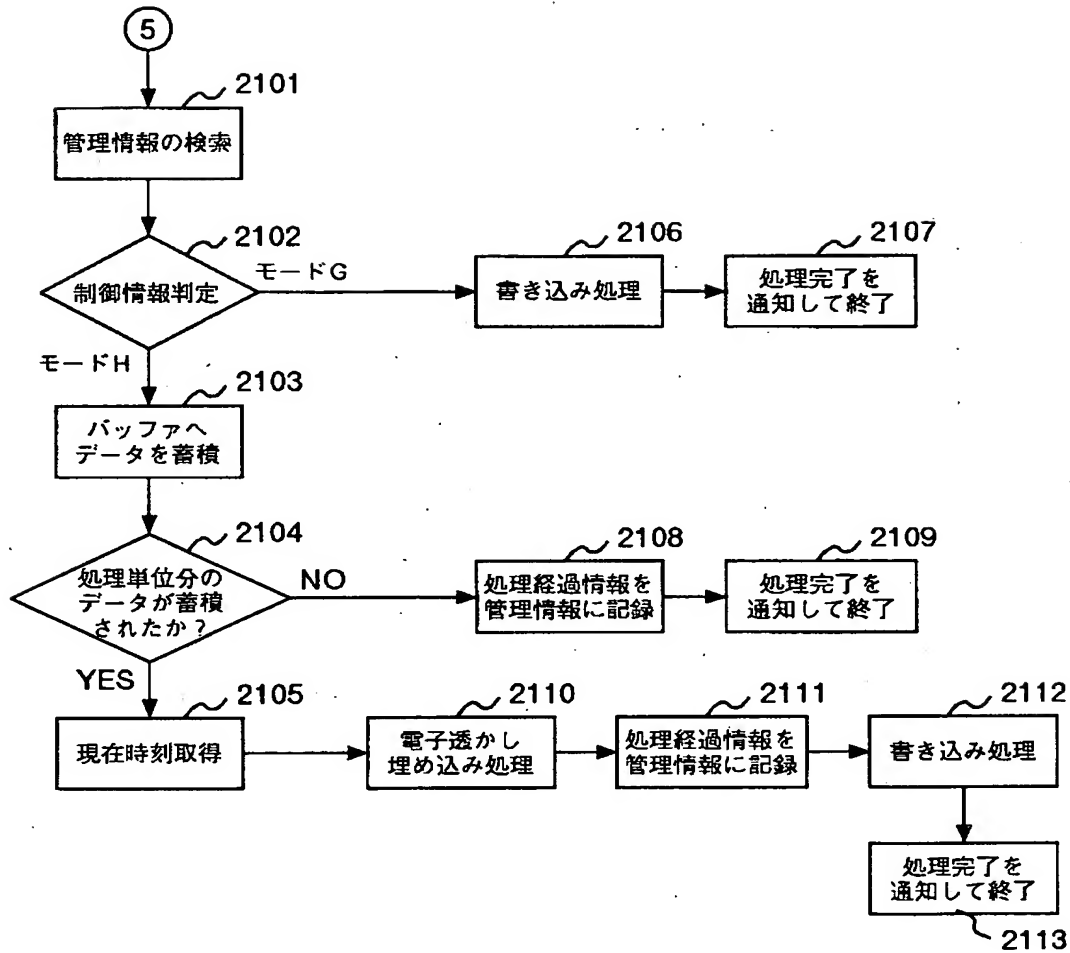 5
2101
管理情報の検索
2102
制御情報判定
モードG
2106
書き込み処理
2107
処理完了を
通知して終了
モードH
2103
バッファへ
データを蓄積
2104
処理単位分の
データが蓄積
されたか?
NO
2108
処理経過情報を
管理情報に記録
2109
処理完了を
通知して終了
YES
2105
現在時刻取得
2110
電子透かし
埋め込み処理
2111
処理経過情報を
管理情報に記録
2112
書き込み処理
処理完了を
通知して終了
2113